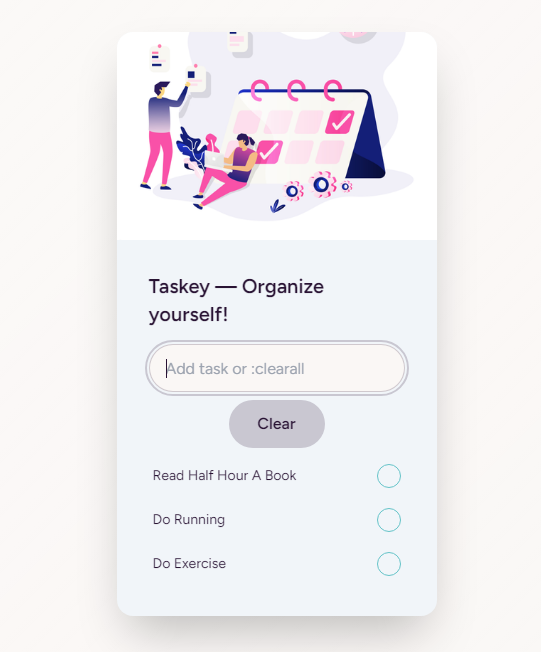 Taskey — Organize
yourself!
Add task or :clearall
Clear
Read Half Hour A Book
Do Running
Do Exercise